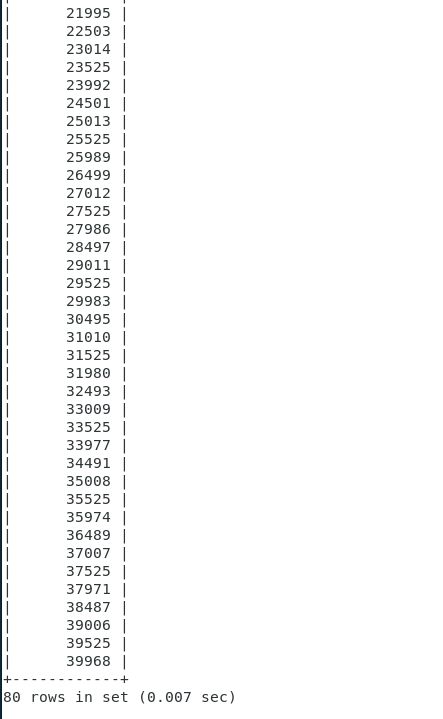 |      21995 |
|      22503 |
|      23014 |
|      23525 |
|      23992 |
|      24501 |
|      25013 |
|      25525 |
|      25989 |
|      26499 |
|      27012 |
|      27525 |
|      27986 |
|      28497 |
|      29011 |
|      29525 |
|      29983 |
|      30495 |
|      31010 |
|      31525 |
|      31980 |
|      32493 |
|      33009 |
|      33525 |
|      33977 |
|      34491 |
|      35008 |
|      35525 |
|      35974 |
|      36489 |
|      37007 |
|      37525 |
|      37971 |
|      38487 |
|      39006 |
|      39525 |
|      39968 |
+------------+
80 rows in set (0.007 sec)